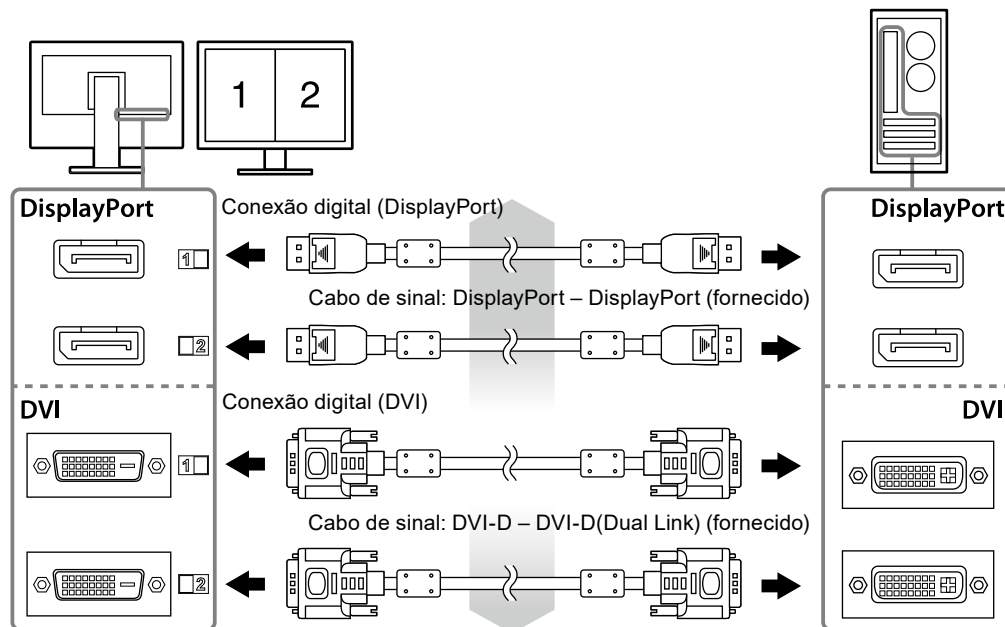 1 2
DisplayPort
Conexão digital (DisplayPort)
DisplayPort
1
Cabo de sinal: DisplayPort – DisplayPort (fornecido)
2
DVI
Conexão digital (DVI)
DVI
1
Cabo de sinal: DVI-D – DVI-D(Dual Link) (fornecido)
2